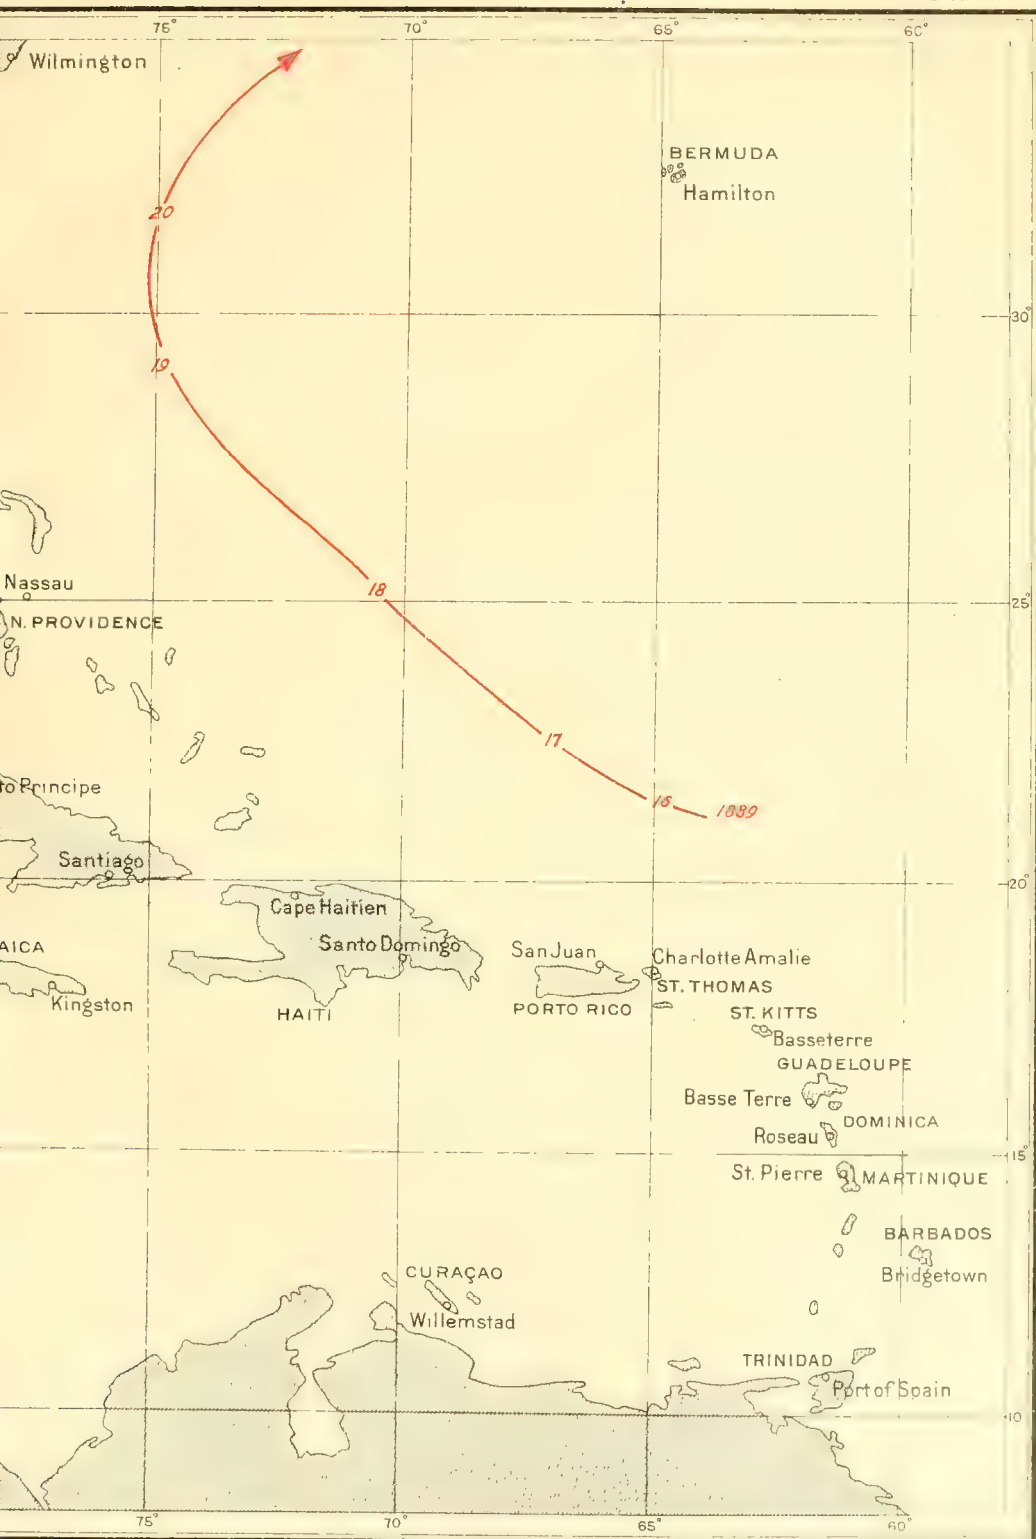 75° 70° 65° 60°
Wilmington
BERMUDA
Hamilton
20
30°
19
Nassau
18
25°
N. PROVIDENCE
17
to Principe
16 1889
Santiago
20°
Cape Haitien
AICA
Santo Domingo
San Juan
Charlotte Amalie
Kingston
HAITI
PORTO RICO
ST. THOMAS
ST. KITTS
Basseterre
GUADELOUPE
Basse Terre
DOMINICA
Roseau
15°
St. Pierre
MARTINIQUE
BARBADOS
CURAÇAO
Bridgetown
Willemstad
TRINIDAD
Port of Spain
10
75° 70° 65° 60°